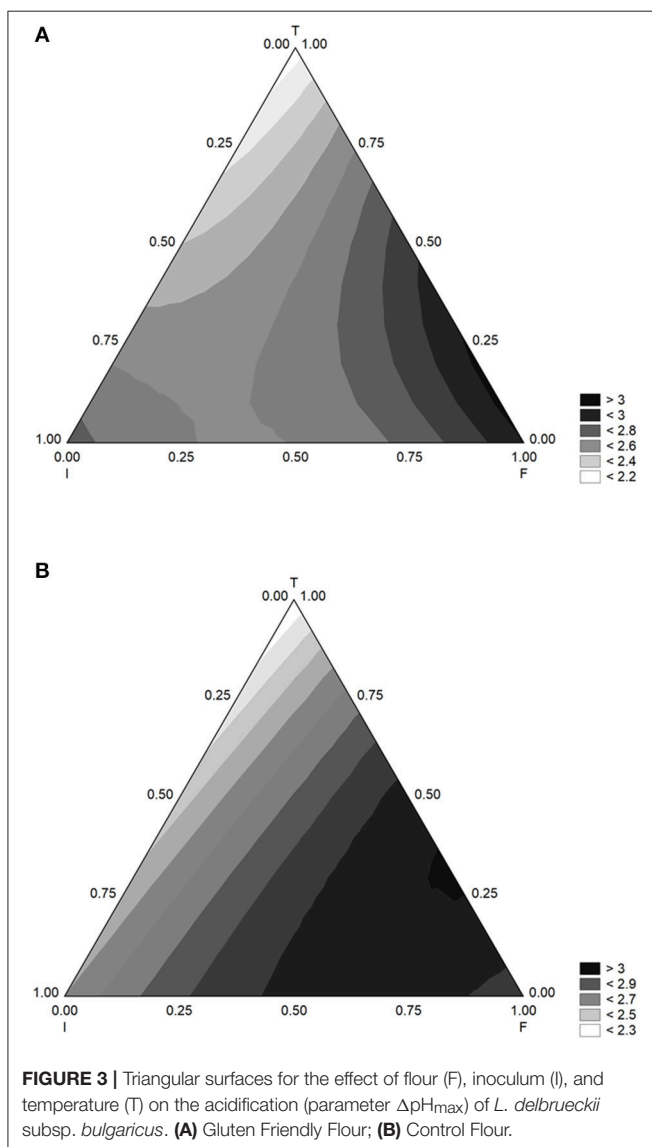 A
T
0.00 1.00
0.25 0.75
0.50 0.50
0.75 0.25
1.00 0.00
0.00 0.25 0.50 0.75 1.00
I F
> 3
< 3
< 2.8
< 2.6
< 2.4
< 2.2
B
T
0.00 1.00
0.25 0.75
0.50 0.50
0.75 0.25
1.00 0.00
0.00 0.25 0.50 0.75 1.00
I F
> 3
< 2.9
< 2.7
< 2.5
< 2.3
FIGURE 3 | Triangular surfaces for the effect of flour (F), inoculum (I), and
temperature (T) on the acidification (parameter ΔpHmax) of L. delbrueckii
subsp. bulgaricus. (A) Gluten Friendly Flour; (B) Control Flour.